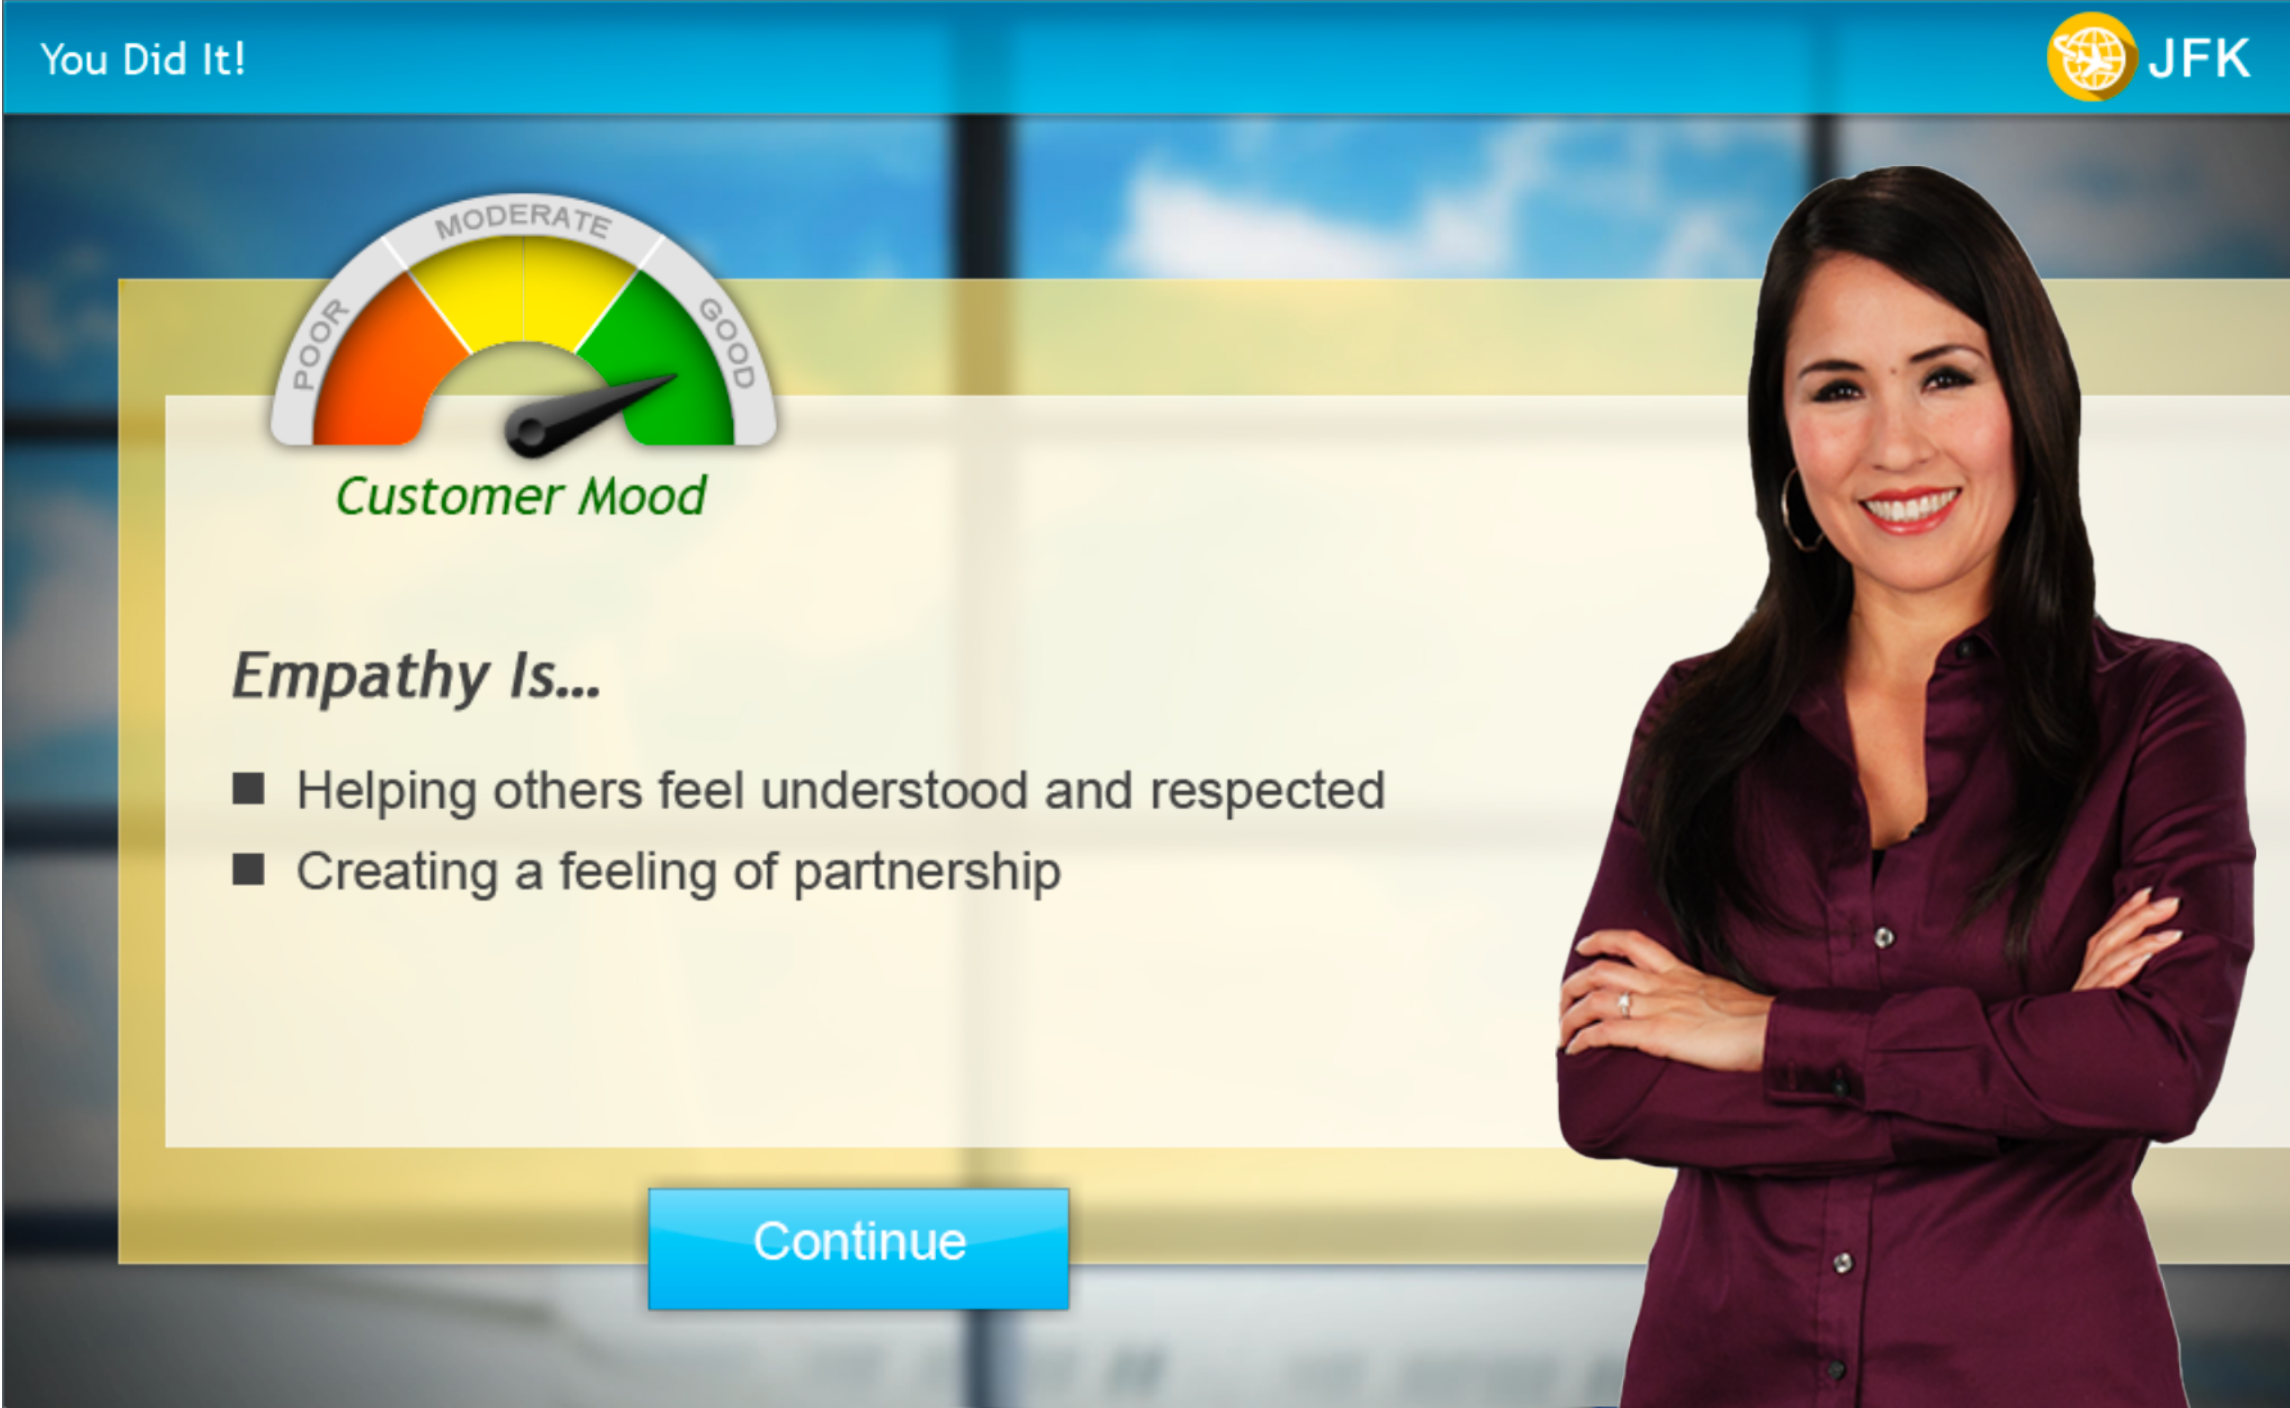 You Did It!
JFK
POOR
MODERATE
GOOD
Customer Mood
Empathy Is...
■ Helping others feel understood and respected
■ Creating a feeling of partnership
Continue